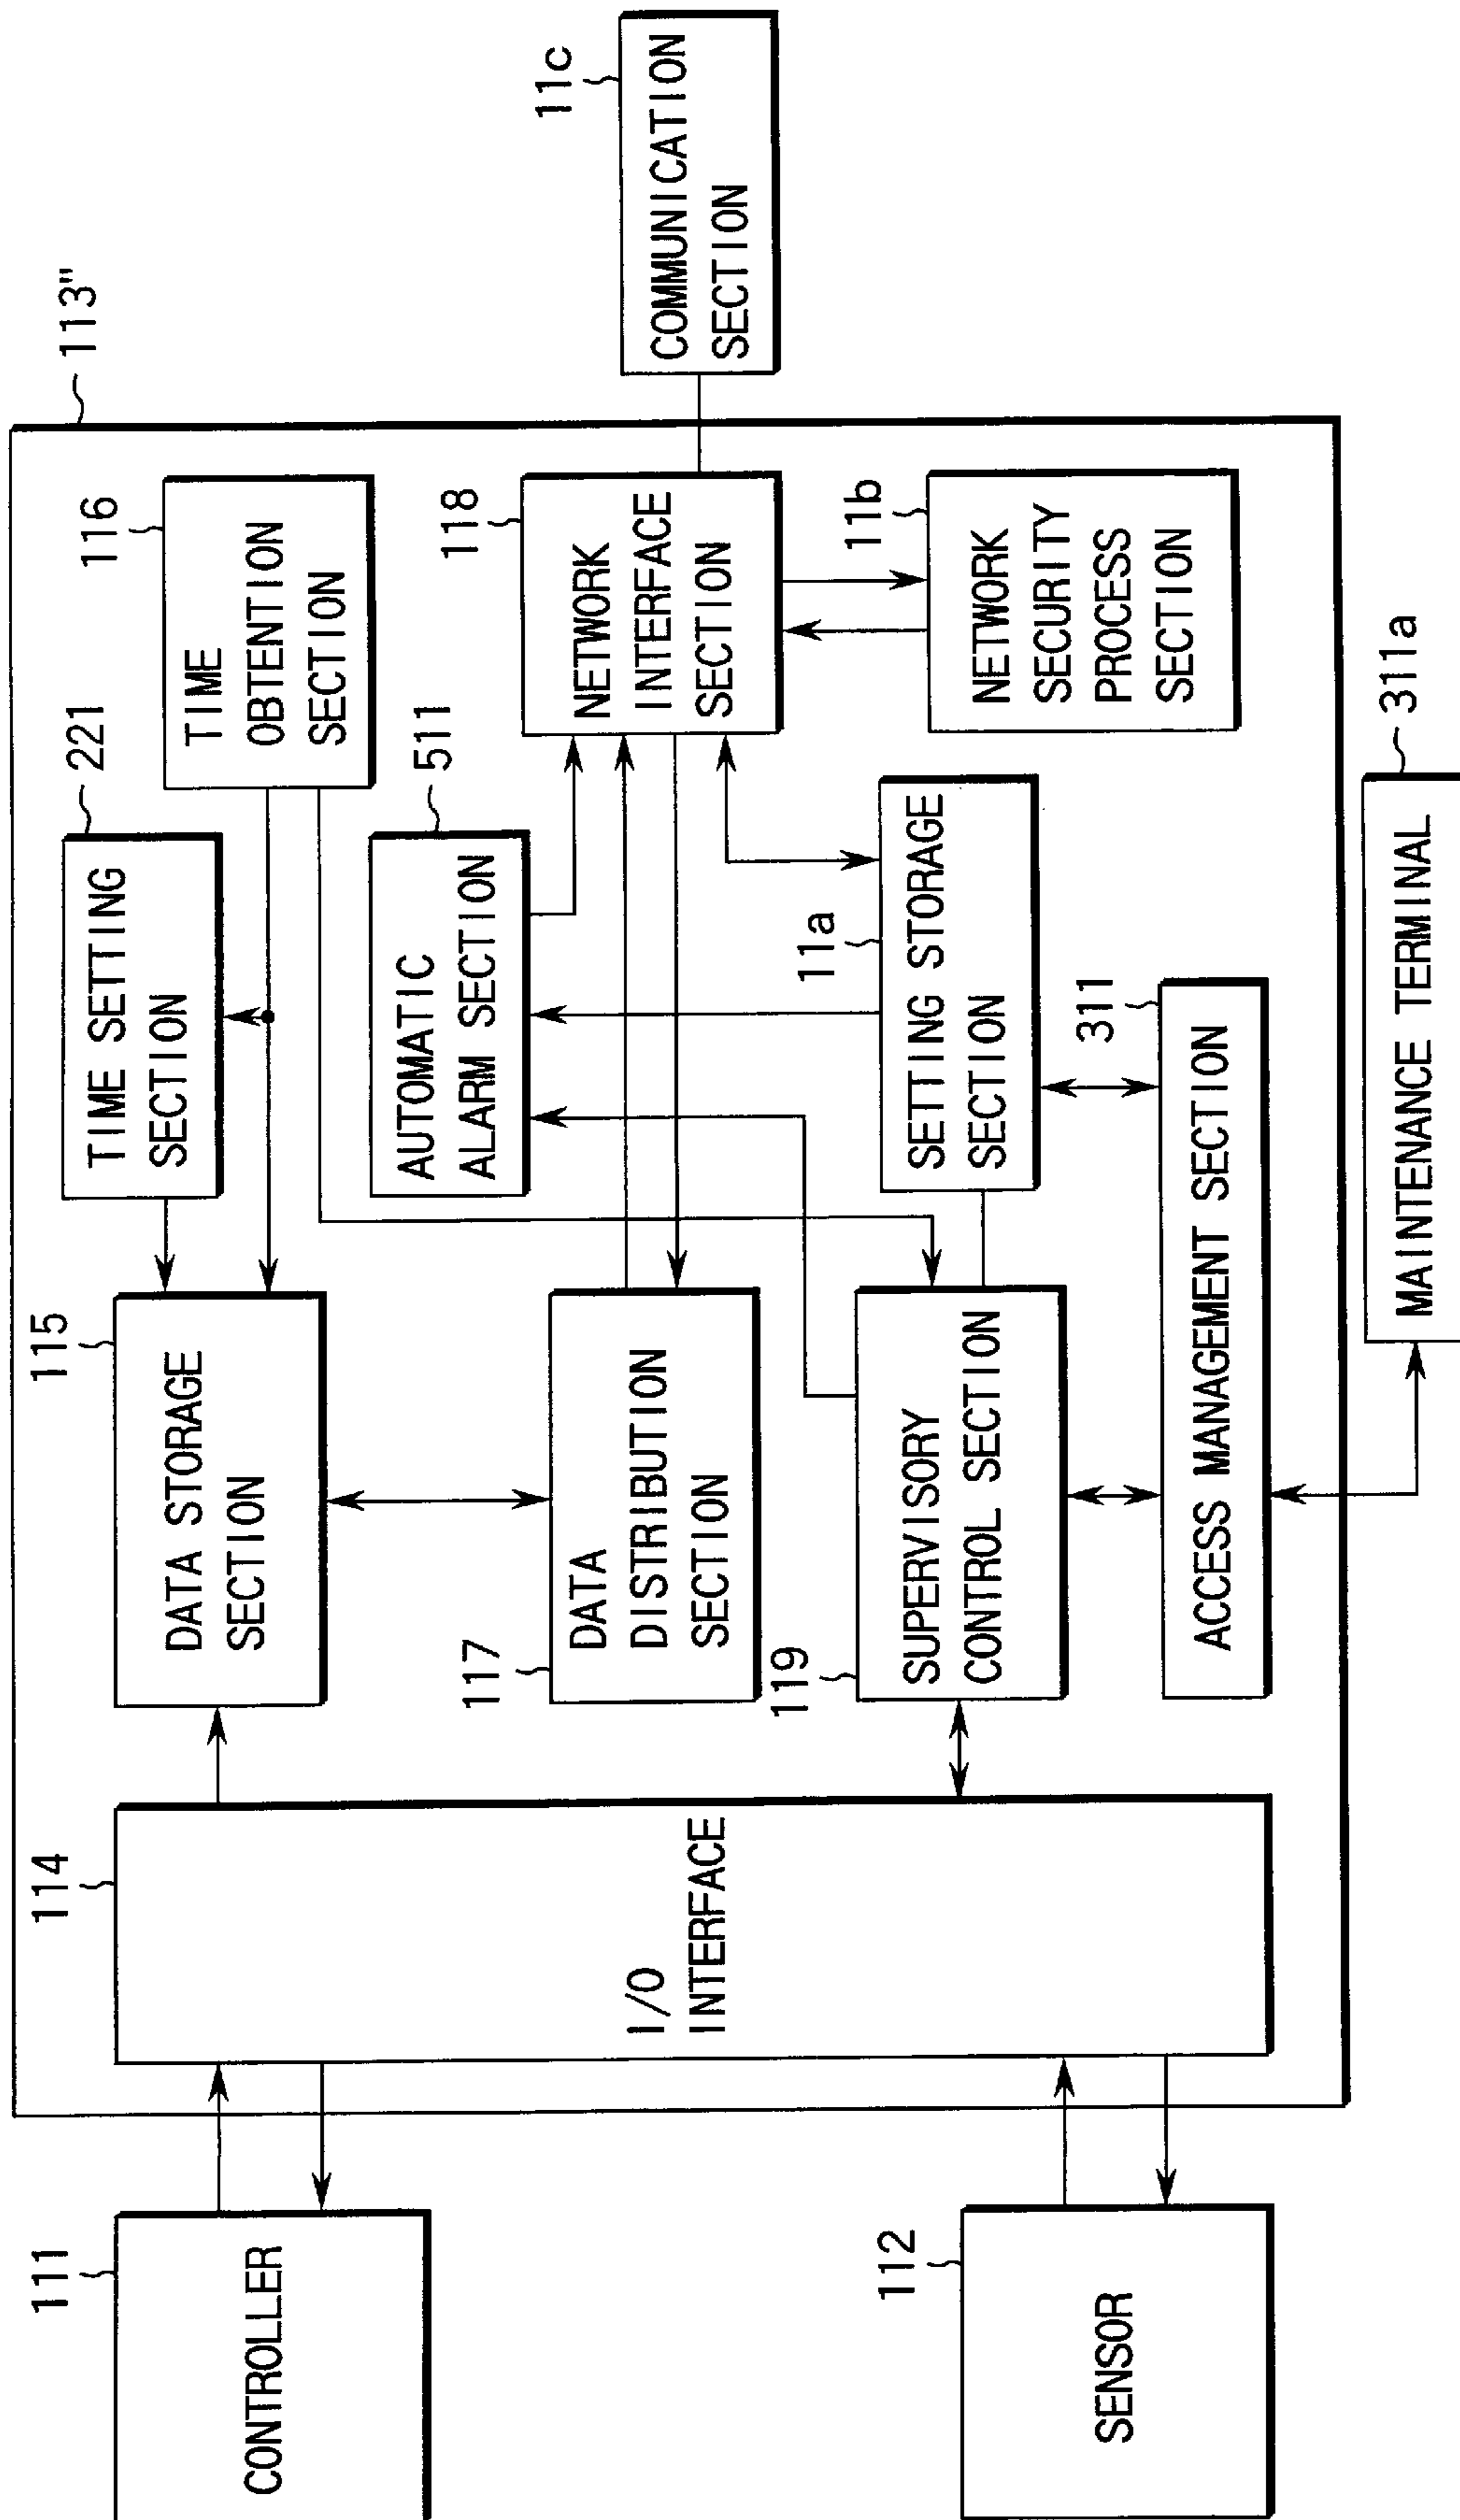 113"
111
CONTROLLER
112
SENSOR
114
I/O
INTERFACE
115
DATA STORAGE
SECTION
221
TIME SETTING
SECTION
116
TIME
OBTENTION
SECTION
117
DATA
DISTRIBUTION
SECTION
511
AUTOMATIC
ALARM SECTION
118
NETWORK
INTERFACE
SECTION
11c
COMMUNICATION
SECTION
119
SUPERVISORY
CONTROL SECTION
11a
SETTING STORAGE
SECTION
11b
NETWORK
SECURITY
PROCESS
SECTION
311
ACCESS MANAGEMENT SECTION
311a
MAINTENANCE TERMINAL